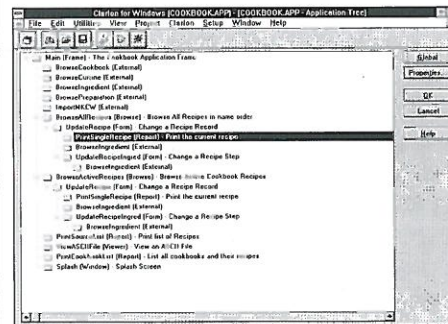 Clarion for Windows (COOKBOOK.APP) - [COOKBOOK.APP - Application Tree]
File Edit Utilities View Project Clarion Setup Window Help
Main (Frame) - The Cookbook Application Frame
BrowseCookbook (External)
BrowseCuisine (External)
BrowseIngredient (External)
BrowsePreparation (External)
ImportMKCW (External)
BrowseAllRecipes (Browse) - Browse All Recipes in name order
UpdateRecipe (Form) - Change a Recipe Record
PrintSingleRecipe (Report) - Print the current recipe
BrowseIngredient (External)
UpdateRecipeIngred (Form) - Change a Recipe Step
BrowseIngredient (External)
BrowseActiveRecipes (Browse) - Browse Active Cookbook Recipes
UpdateRecipe (Form) - Change a Recipe Record
PrintSingleRecipe (Report) - Print the current recipe
BrowseIngredient (External)
UpdateRecipeIngred (Form) - Change a Recipe Step
BrowseIngredient (External)
PrintSourceList (Report) - Print list of Recipes
ViewASCIIFile (Viewer) - View an ASCII File
PrintCookbookList (Report) - List all cookbooks and their recipes
Splash (Window) - Splash Screen
Global
Properties...
OK
Cancel
Help